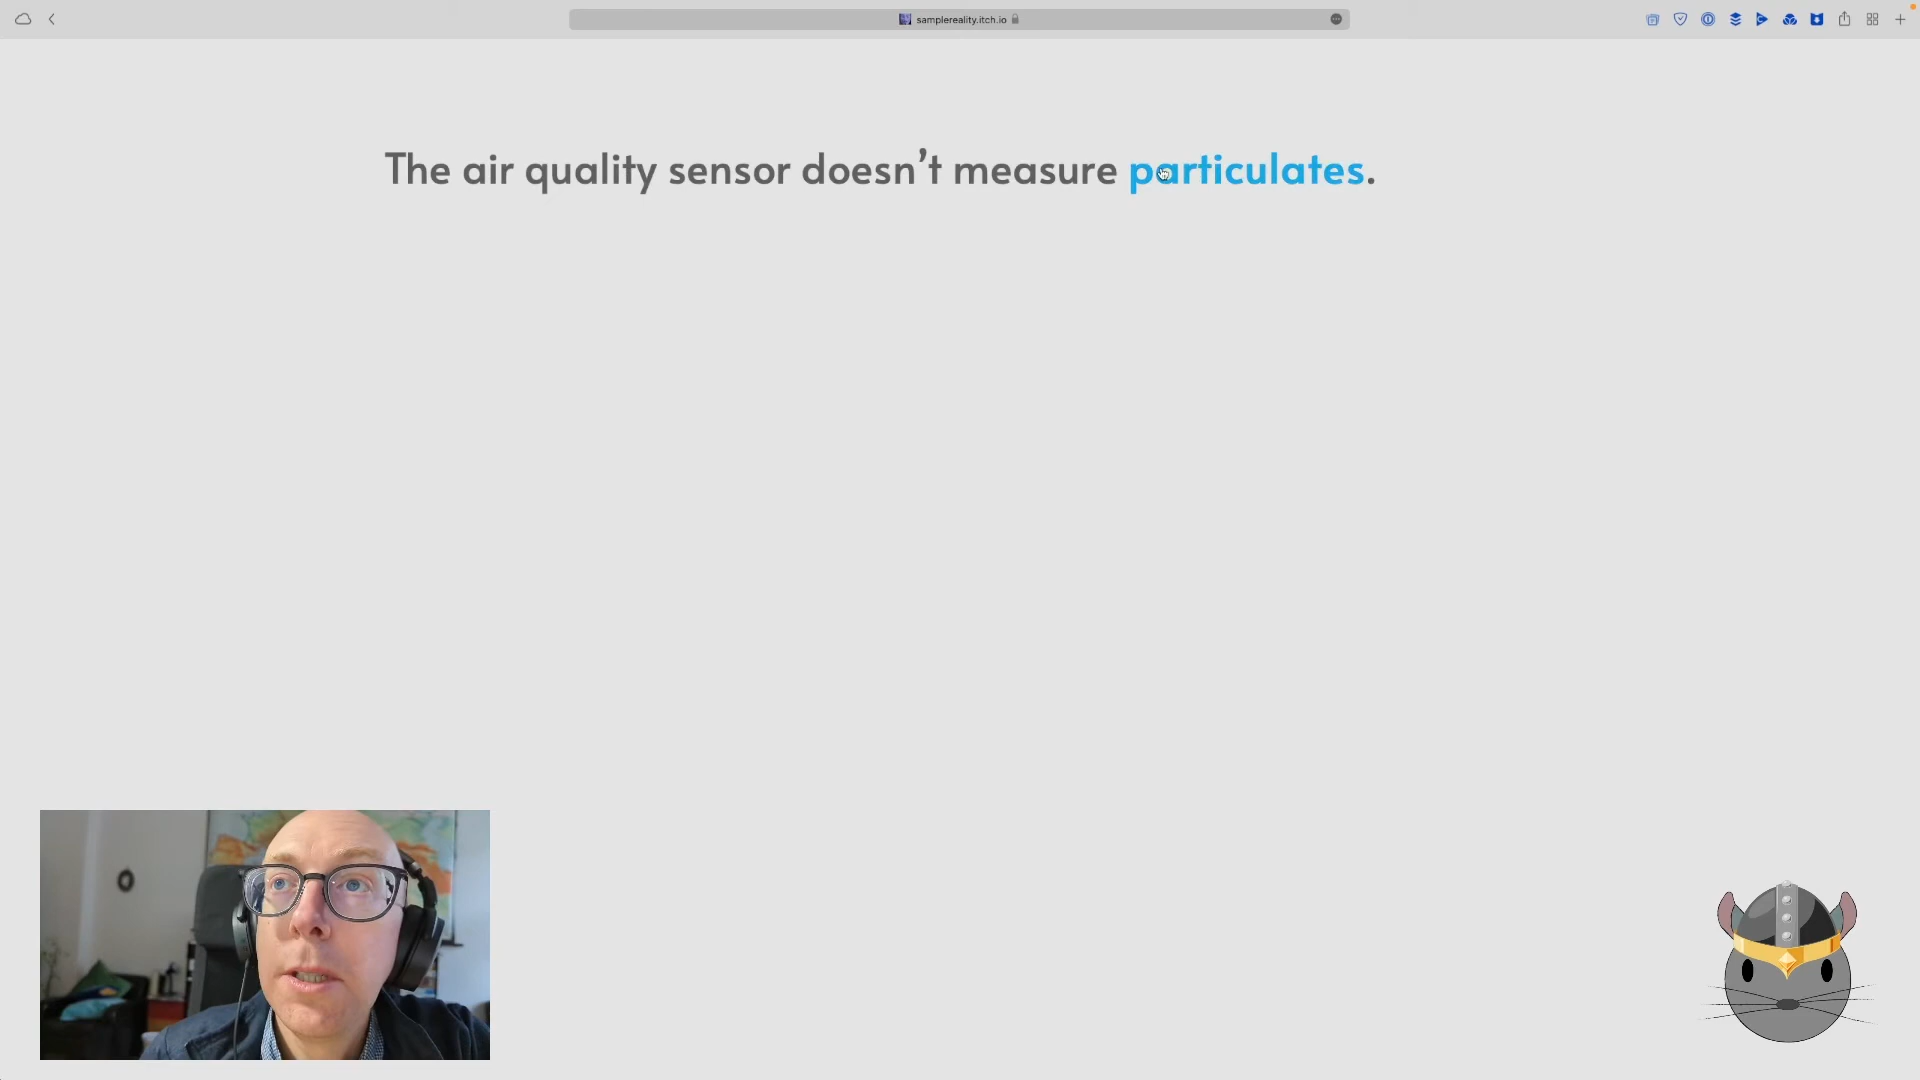 samplereality.itch.io
The air quality sensor doesn’t measure particulates.